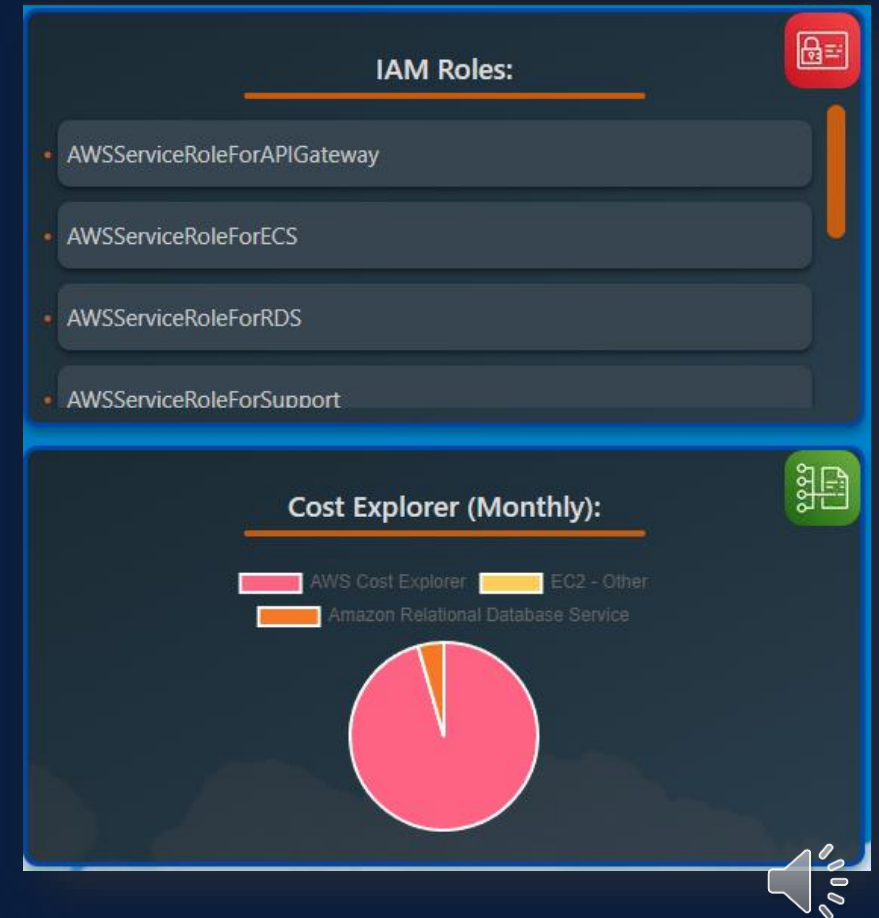 IAM Roles:
AWSServiceRoleForAPIGateway
AWSServiceRoleForECS
AWSServiceRoleForRDS
AWSServiceRoleForSupport
Cost Explorer (Monthly):
AWS Cost Explorer EC2 - Other
Amazon Relational Database Service